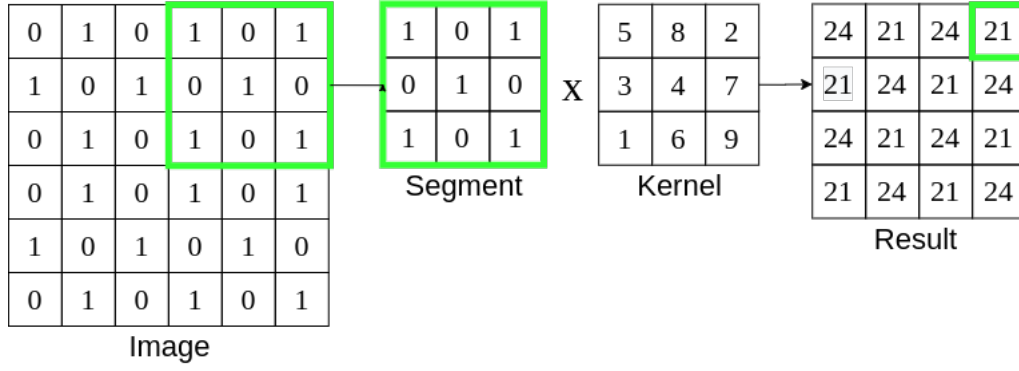 0 1 0 1 0 1 1 0 1 5 8 2 24 21 24 21
1 0 1 0 1 0 0 1 0 X 3 4 7 21 24 21 24
0 1 0 1 0 1 1 0 1 1 6 9 24 21 24 21
0 1 0 1 0 1 Segment Kernel 21 24 21 24
1 0 1 0 1 0 Result
0 1 0 1 0 1
Image